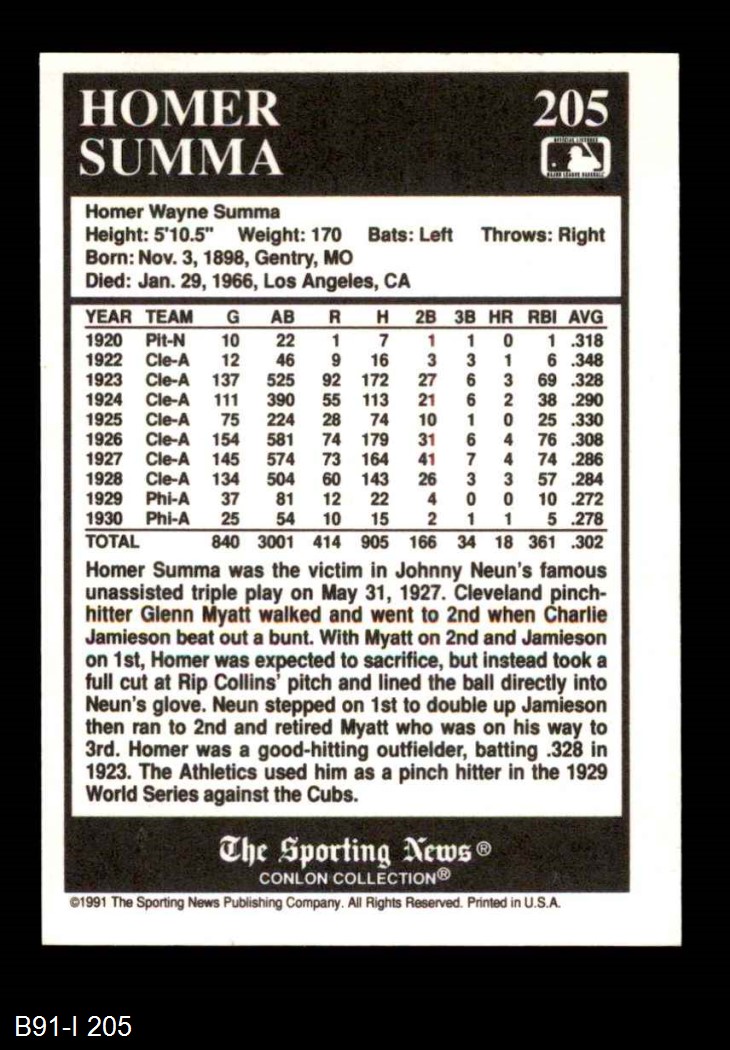 HOMER 205
SUMMA
Homer Wayne Summa
Height: 5'10.5" Weight: 170 Bats: Left Throws: Right
Born: Nov. 3, 1898, Gentry, MO
Died: Jan. 29, 1966, Los Angeles, CA
YEAR TEAM G AB R H 2B 3B HR RBI AVG
1920 Pit-N 10 22 1 7 1 1 0 1 .318
1922 Cle-A 12 46 9 16 3 3 1 6 .348
1923 Cle-A 137 525 92 172 27 6 3 69 .328
1924 Cle-A 111 390 55 113 21 6 2 38 .290
1925 Cle-A 75 224 28 74 10 1 0 25 .330
1926 Cle-A 154 581 74 179 31 6 4 76 .308
1927 Cle-A 145 574 73 164 41 7 4 74 .286
1928 Cle-A 134 504 60 143 26 3 3 57 .284
1929 Phi-A 37 81 12 22 4 0 0 10 .272
1930 Phi-A 25 54 10 15 2 1 1 5 .278
TOTAL 840 3001 414 905 166 34 18 361 .302
Homer Summa was the victim in Johnny Neun's famous
unassisted triple play on May 31, 1927. Cleveland pinch-
hitter Glenn Myatt walked and went to 2nd when Charlie
Jamieson beat out a bunt. With Myatt on 2nd and Jamieson
on 1st, Homer was expected to sacrifice, but instead took a
full cut at Rip Collins' pitch and lined the ball directly into
Neun's glove. Neun stepped on 1st to double up Jamieson
then ran to 2nd and retired Myatt who was on his way to
3rd. Homer was a good-hitting outfielder, batting .328 in
1923. The Athletics used him as a pinch hitter in the 1929
World Series against the Cubs.
The Sporting News®
CONLON COLLECTION®
©1991 The Sporting News Publishing Company. All Rights Reserved. Printed in U.S.A.
B91-I 205